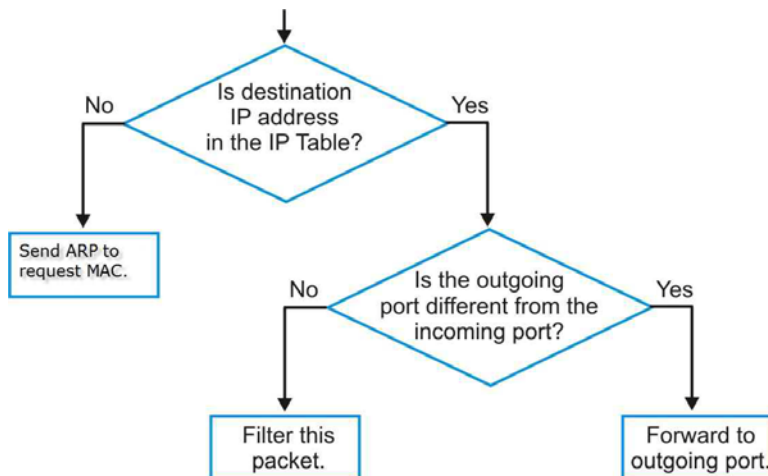 Is destination
IP address
in the IP Table?
No
Yes
Send ARP to
request MAC.
Is the outgoing
port different from the
incoming port?
No
Yes
Filter this
packet.
Forward to
outgoing port.